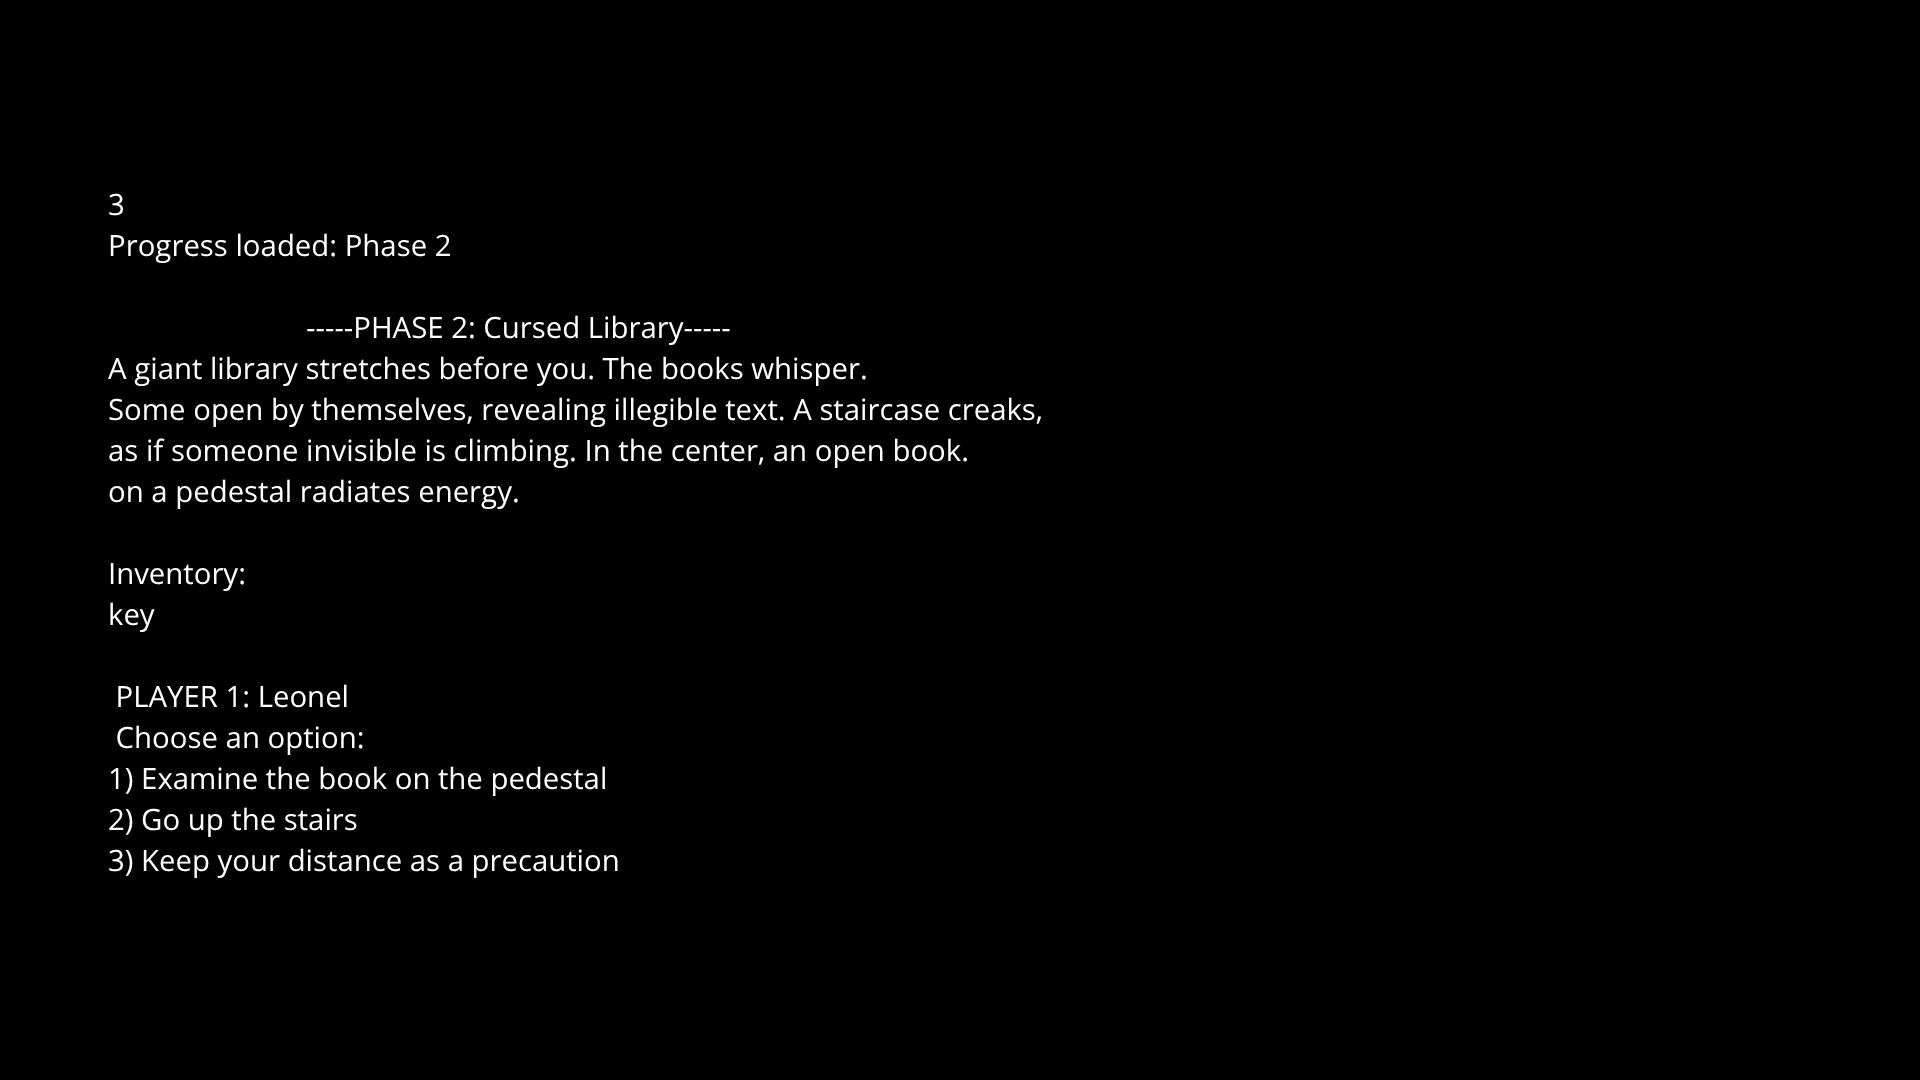 3
Progress loaded: Phase 2
-----PHASE 2: Cursed Library-----
A giant library stretches before you. The books whisper.
Some open by themselves, revealing illegible text. A staircase creaks,
as if someone invisible is climbing. In the center, an open book.
on a pedestal radiates energy.
Inventory:
key
PLAYER 1: Leonel
Choose an option:
1) Examine the book on the pedestal
2) Go up the stairs
3) Keep your distance as a precaution